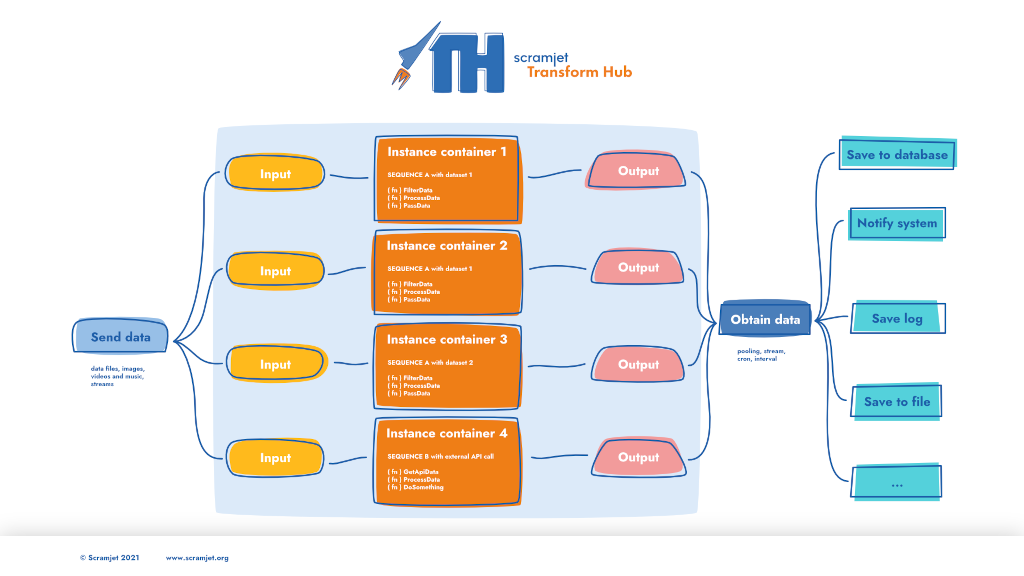 TH
scramjet
Transform Hub
Send data
data files, images,
videos and music,
streams
Input
Instance container 1
SEQUENCE A with dataset 1
( fn ) FilterData
( fn ) ProcessData
( fn ) PassData
Output
Input
Instance container 2
SEQUENCE A with dataset 1
( fn ) FilterData
( fn ) ProcessData
( fn ) PassData
Output
Input
Instance container 3
SEQUENCE A with dataset 2
( fn ) FilterData
( fn ) ProcessData
( fn ) PassData
Output
Input
Instance container 4
SEQUENCE B with external API call
( fn ) GetApiData
( fn ) ProcessData
( fn ) DoSomething
Output
Obtain data
pooling, stream,
cron, interval
Save to database
Notify system
Save log
Save to file
...
© Scramjet 2021 www.scramjet.org